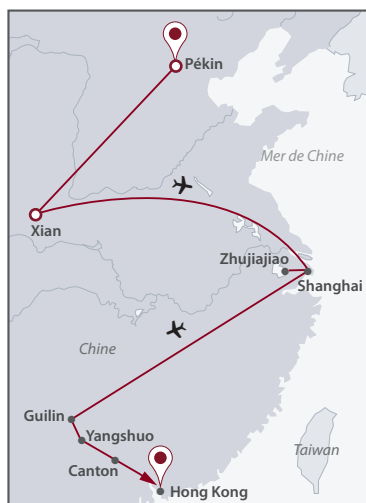 Pékin
Mer de Chine
Xian
Zhujiajiao
Shanghai
Chine
Guilin
Yangshuo
Canton
Taiwan
Hong Kong